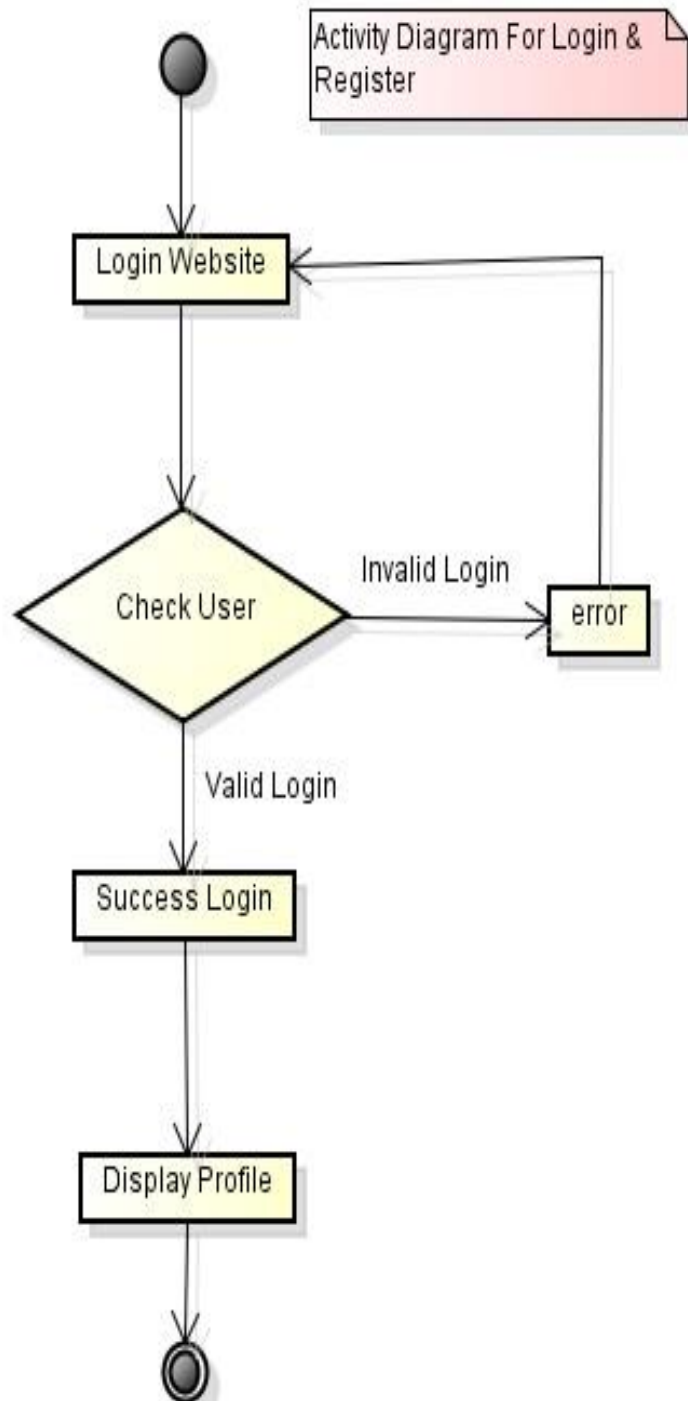 Activity Diagram For Login &
Register
Login Website
Check User
Invalid Login
error
Valid Login
Success Login
Display Profile